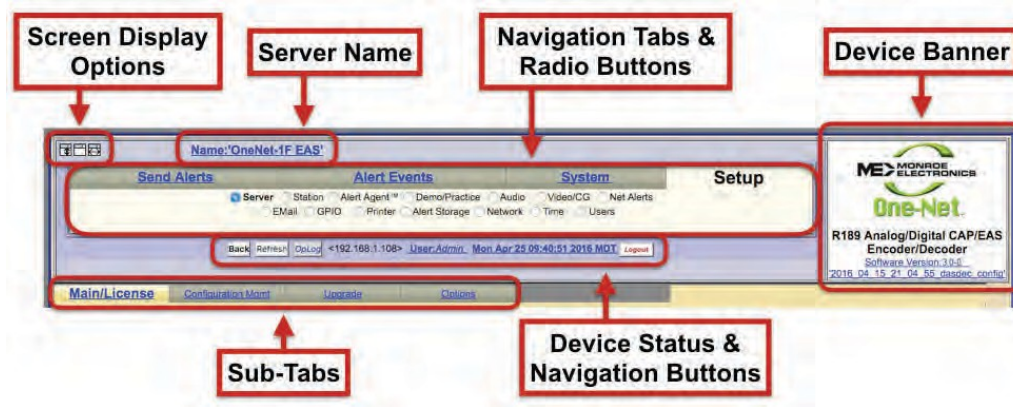 Screen Display
Options
Server Name
Navigation Tabs &
Radio Buttons
Device Banner
Name:'OneNet-1F EAS'
Send Alerts Alert Events System Setup
Server Station Alert Agent™ Demo/Practice Audio Video/CG Net Alerts
EMail GPIO Printer Alert Storage Network Time Users
Back Refresh OpLog <192.168.1.108> User:Admin Mon Apr 25 09:40:51 2016 MDT Logout
MONROE
ELECTRONICS
One-Net
R189 Analog/Digital CAP/EAS
Encoder/Decoder
Software Version:3.0-0
'2016_04_15_21_04_55_dasdec_config'
Main/License Configuration Mgmt Upgrade Options
Sub-Tabs
Device Status &
Navigation Buttons